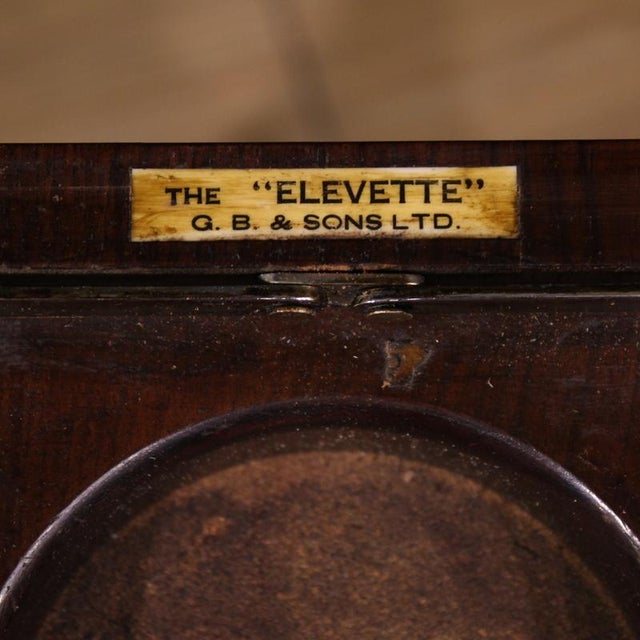 THE “ELEVETTE”
G. B. & SONS LTD.